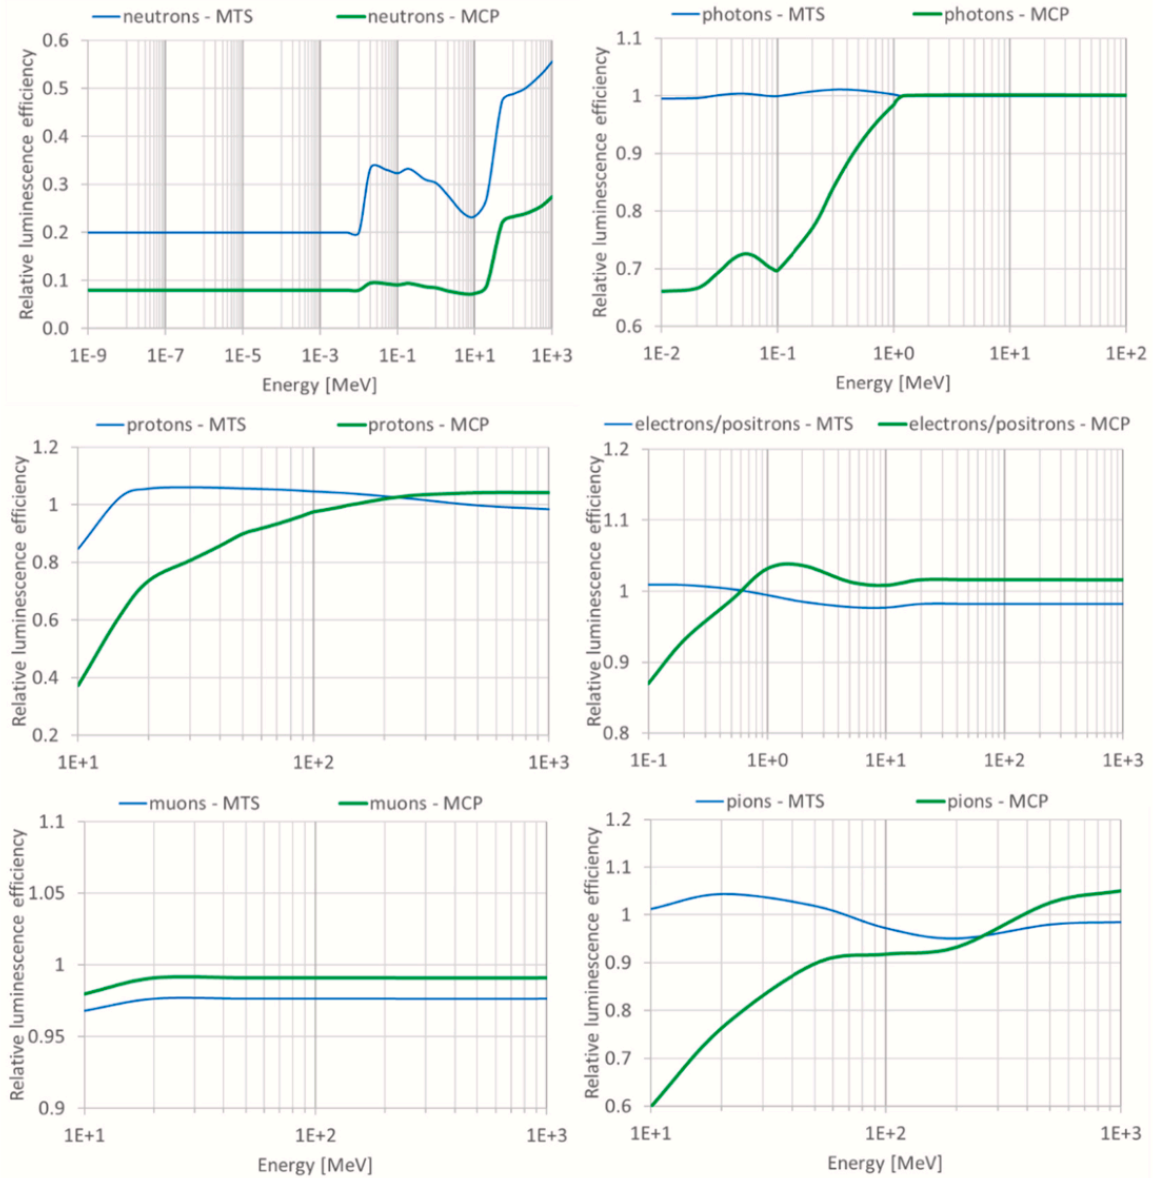 neutrons - MTS neutrons - MCP
Relative luminescence efficiency
0.6
0.5
0.4
0.3
0.2
0.1
0.0
1E-9 1E-7 1E-5 1E-3 1E-1 1E+1 1E+3
Energy [MeV]
photons - MTS photons - MCP
Relative luminescence efficiency
1.1
1
0.9
0.8
0.7
0.6
1E-2 1E-1 1E+0 1E+1 1E+2
Energy [MeV]
protons - MTS protons - MCP
Relative luminescence efficiency
1.2
1
0.8
0.6
0.4
0.2
1E+1 1E+2 1E+3
electrons/positrons - MTS electrons/positrons - MCP
Relative luminescence efficiency
1.2
1.1
1
0.9
0.8
1E-1 1E+0 1E+1 1E+2 1E+3
muons - MTS muons - MCP
Relative luminescence efficiency
1.1
1.05
1
0.95
0.9
1E+1 1E+2 1E+3
Energy [MeV]
pions - MTS pions - MCP
Relative luminescence efficiency
1.2
1.1
1
0.9
0.8
0.7
0.6
1E+1 1E+2 1E+3
Energy [MeV]